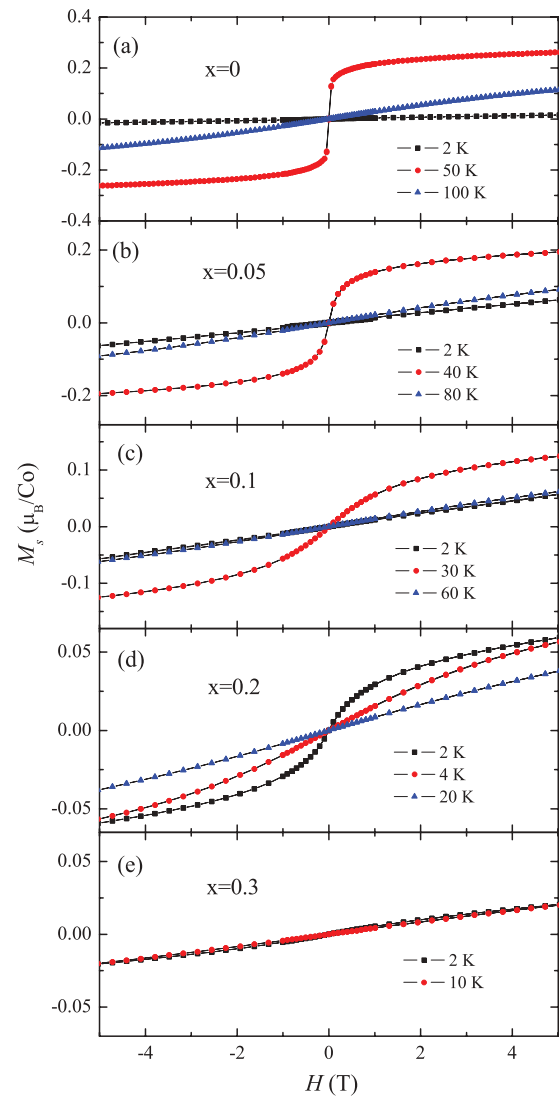 (a)
x=0
0.4
0.2
0.0
-0.2
-0.4
2 K
50 K
100 K
(b)
x=0.05
0.2
0.0
-0.2
2 K
40 K
80 K
(c)
x=0.1
0.1
0.0
-0.1
2 K
30 K
60 K
M_s (μ_B/Co)
(d)
x=0.2
0.05
0.00
-0.05
2 K
4 K
20 K
(e)
x=0.3
0.05
0.00
-0.05
2 K
10 K
-4 -2 0 2 4
H (T)